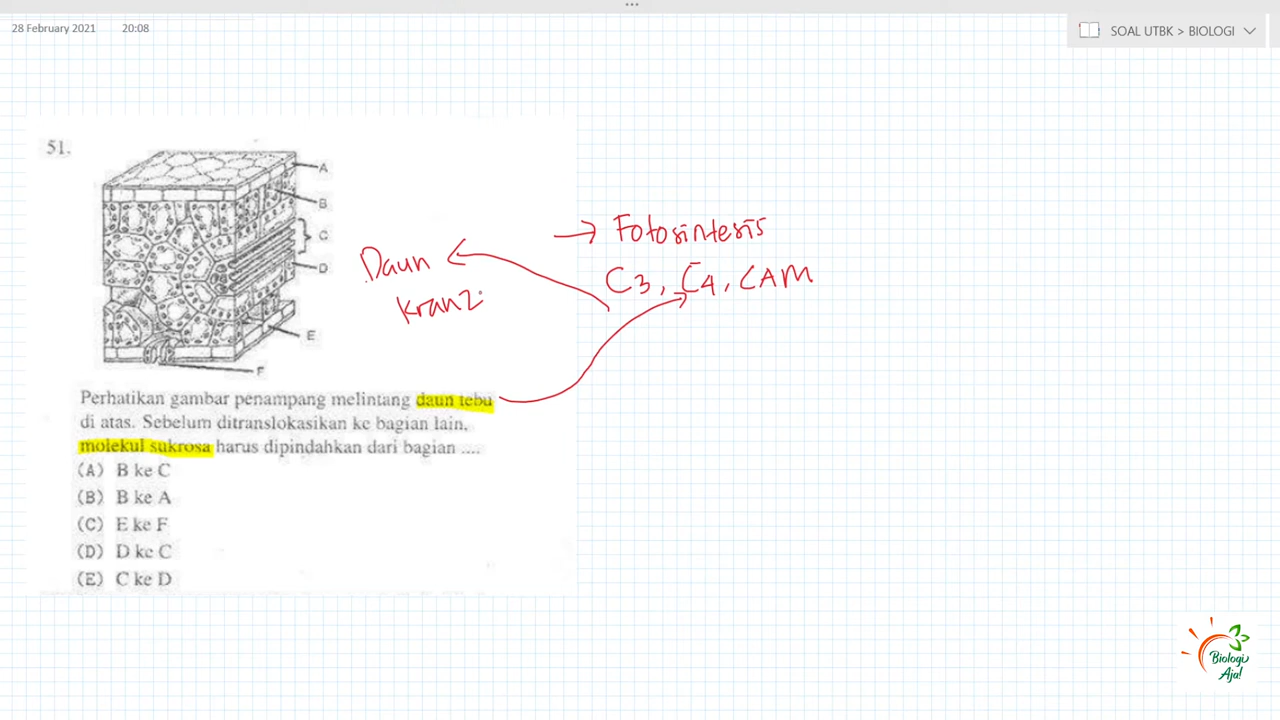 28 February 2021 20:08
SOAL UTBK > BIOLOGI
51.
A
B
C
D
E
F
→ Fotosintesis
C3, C4, CAM
Daun
kranz
Perhatikan gambar penampang melintang daun tebu
di atas. Sebelum ditranslokasikan ke bagian lain,
molekul sukrosa harus dipindahkan dari bagian ....
(A) B ke C
(B) B ke A
(C) E ke F
(D) D ke C
(E) C ke D
Biologi
Aja!